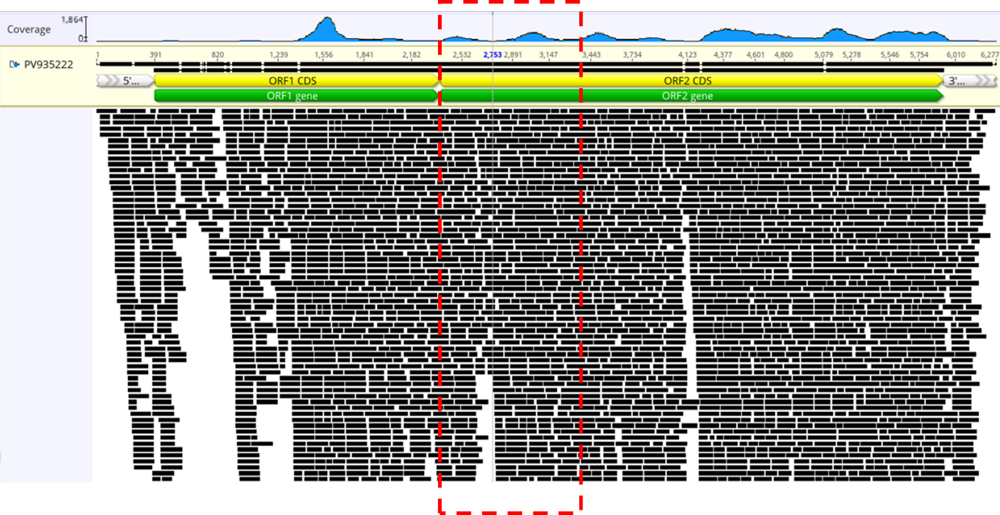 1,864
Coverage
0
1 391 820 1,239 1,556 1,841 2,182 2,532 2,753 2,891 3,147 3,443 3,734 4,123 4,377 4,601 4,800 5,079 5,278 5,546 5,754 6,010 6,277
PV935222
5'... ORF1 CDS ORF2 CDS 3'...
ORF1 gene ORF2 gene